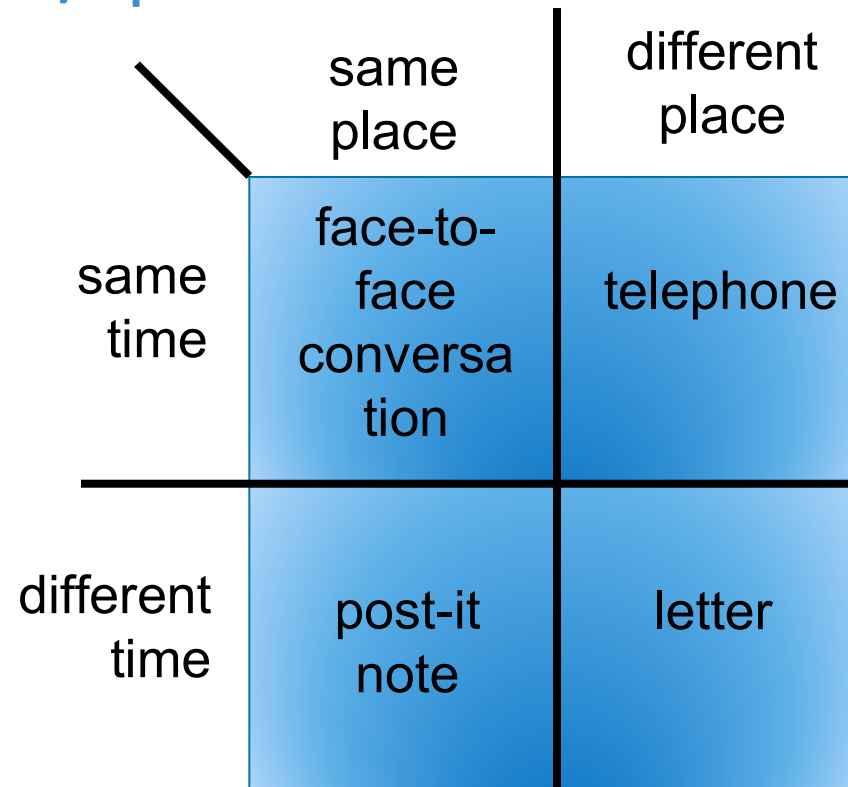 same
place
different
place
same
time
face-to-
face
conversa
tion
telephone
different
time
post-it
note
letter